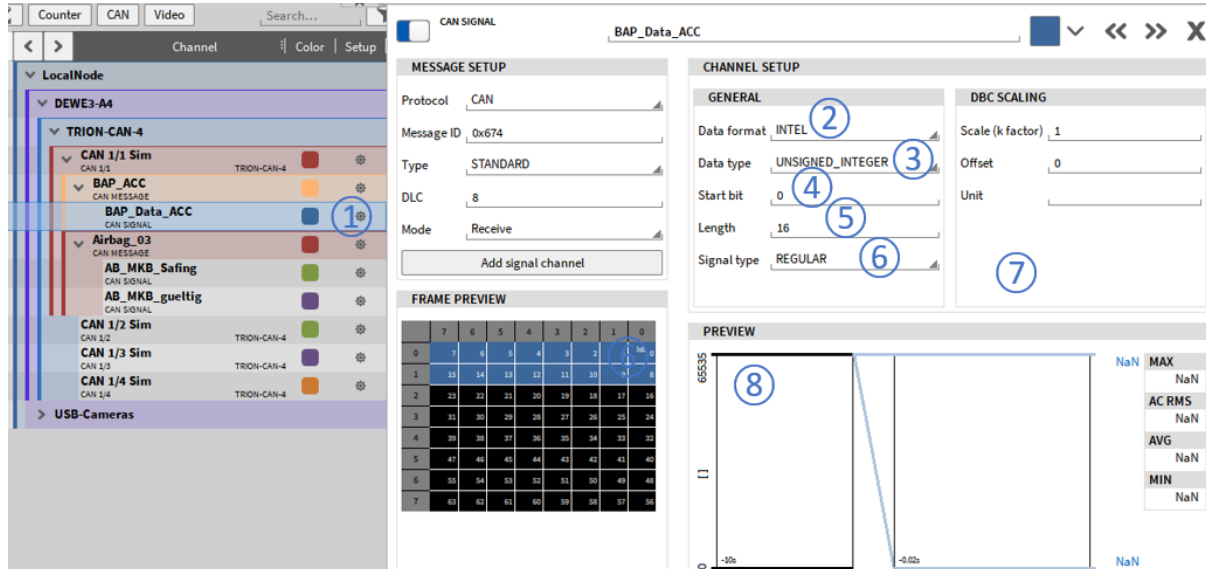 Counter CAN Video Search...
Channel Color Setup
LocalNode
DEWE3-A4
TRION-CAN-4
CAN 1/1 Sim
CAN 1/1 TRION-CAN-4
BAP_ACC
CAN MESSAGE
BAP_Data_ACC
CAN SIGNAL
1
Airbag_03
CAN MESSAGE
AB_MKB_Safing
CAN SIGNAL
AB_MKB_gueltig
CAN SIGNAL
CAN 1/2 Sim
CAN 1/2 TRION-CAN-4
CAN 1/3 Sim
CAN 1/3 TRION-CAN-4
CAN 1/4 Sim
CAN 1/4 TRION-CAN-4
USB-Cameras
CAN SIGNAL
BAP_Data_ACC
X
MESSAGE SETUP
Protocol CAN
Message ID 0x674
Type STANDARD
DLC 8
Mode Receive
Add signal channel
FRAME PREVIEW
7 6 5 4 3 2 1 0
0 7 6 5 4 3 2 0
1 15 14 13 12 11 10 9 8
2 23 22 21 20 19 18 17 16
3 31 30 29 28 27 26 25 24
4 39 38 37 36 35 34 33 32
5 47 46 45 44 43 42 41 40
6 55 54 53 52 51 50 49 48
7 63 62 61 60 59 58 57 56
CHANNEL SETUP
GENERAL
Data format INTEL 2
Data type UNSIGNED_INTEGER 3
Start bit 0 4
Length 16 5
Signal type REGULAR 6
DBC SCALING
Scale (k factor) 1
Offset 0
Unit
7
PREVIEW
65535
8
[]
0
-10s
-0.02s
NaN
NaN
MAX
NaN
AC RMS
NaN
AVG
NaN
MIN
NaN